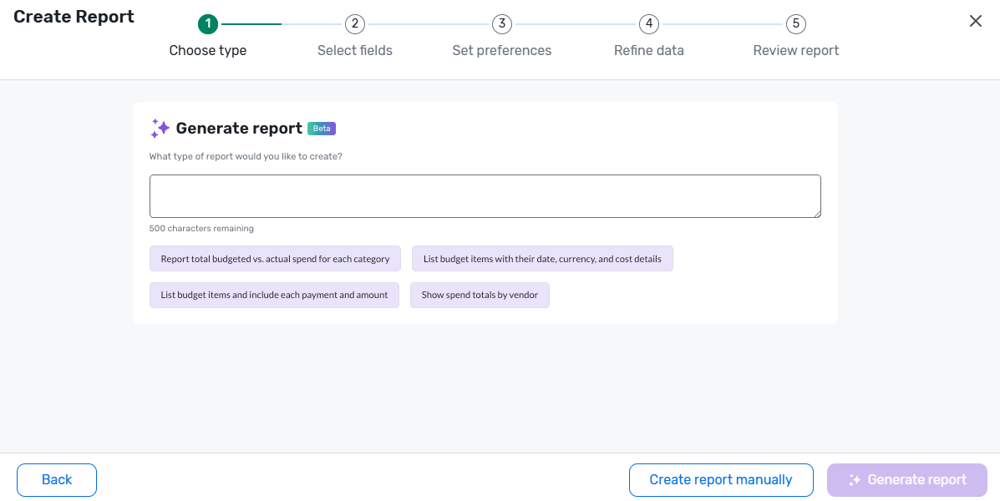 Create Report
1
2
3
4
5
Choose type
Select fields
Set preferences
Refine data
Review report
Generate report Beta
What type of report would you like to create?
500 characters remaining
Report total budgeted vs. actual spend for each category
List budget items with their date, currency, and cost details
List budget items and include each payment and amount
Show spend totals by vendor
Back
Create report manually
Generate report